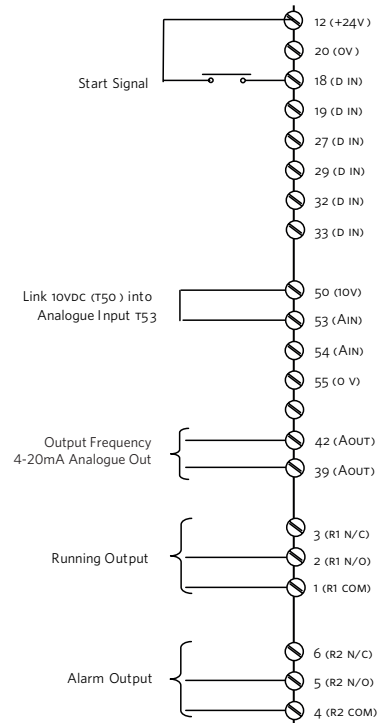 12 (+24V)
20 (0V)
Start Signal
18 (D IN)
19 (D IN)
27 (D IN)
29 (D IN)
32 (D IN)
33 (D IN)
Link 10VDC (T50 ) into
Analogue Input T53
50 (10V)
53 (AIN)
54 (AIN)
55 (0 V)
Output Frequency
4-20mA Analogue Out
42 (AOUT)
39 (AOUT)
3 (R1 N/C)
Running Output
2 (R1 N/O)
1 (R1 COM)
6 (R2 N/C)
Alarm Output
5 (R2 N/O)
4 (R2 COM)